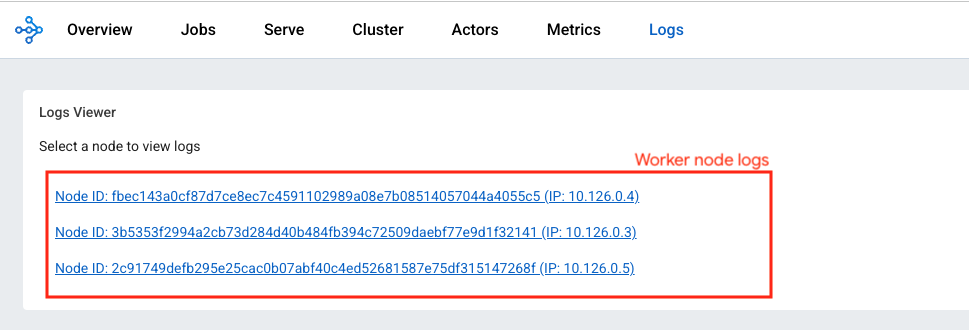 Overview Jobs Serve Cluster Actors Metrics Logs
Logs Viewer
Select a node to view logs
Worker node logs
Node ID: fbec143a0cf87d7ce8ec7c4591102989a08e7b08514057044a4055c5 (IP: 10.126.0.4)
Node ID: 3b5353f2994a2cb73d284d40b484fb394c72509daebf77e9d1f32141 (IP: 10.126.0.3)
Node ID: 2c91749defb295e25cac0b07abf40c4ed52681587e75df315147268f (IP: 10.126.0.5)